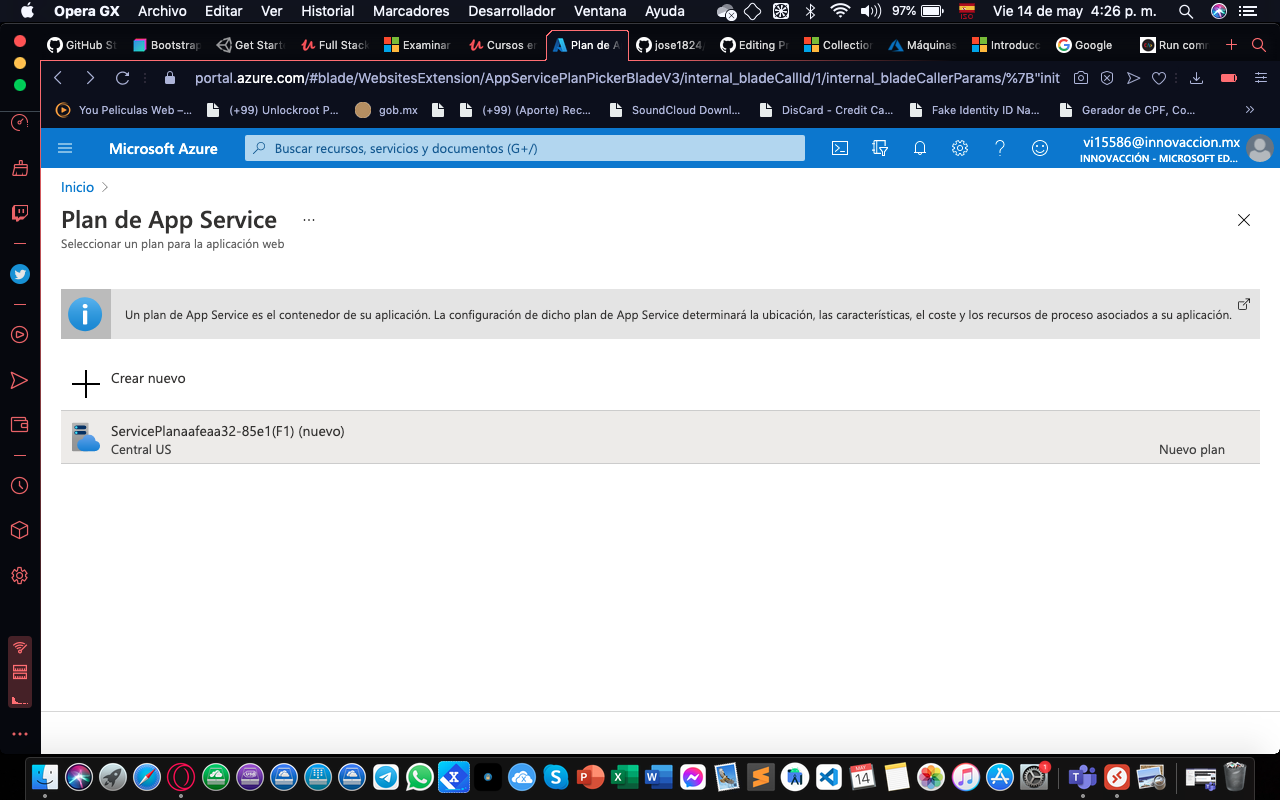 Opera GX Archivo Editar Ver Historial Marcadores Desarrollador Ventana Ayuda 97% ISO Vie 14 de may 4:26 p. m.
GitHub St Bootstrap Get Starte Full Stack Examinar Cursos en Plan de A jose1824/ Editing Pr Collection Máquinas Introducc Google Run com
portal.azure.com/#blade/WebsitesExtension/AppServicePlanPickerBladeV3/internal_bladeCallId/1/internal_bladeCallerParams/%7B"init
You Peliculas Web –... (+99) Unlockroot P... gob.mx (+99) (Aporte) Rec... SoundCloud Downl... DisCard - Credit Ca... Fake Identity ID Na... Gerador de CPF, Co... »
Microsoft Azure
Buscar recursos, servicios y documentos (G+/)
vi15586@innovaccion.mx
INNOVACCIÓN - MICROSOFT ED...
Inicio
Plan de App Service ...
Seleccionar un plan para la aplicación web
Un plan de App Service es el contenedor de su aplicación. La configuración de dicho plan de App Service determinará la ubicación, las características, el coste y los recursos de proceso asociados a su aplicación.
Crear nuevo
ServicePlanaafeaa32-85e1(F1) (nuevo)
Central US
Nuevo plan